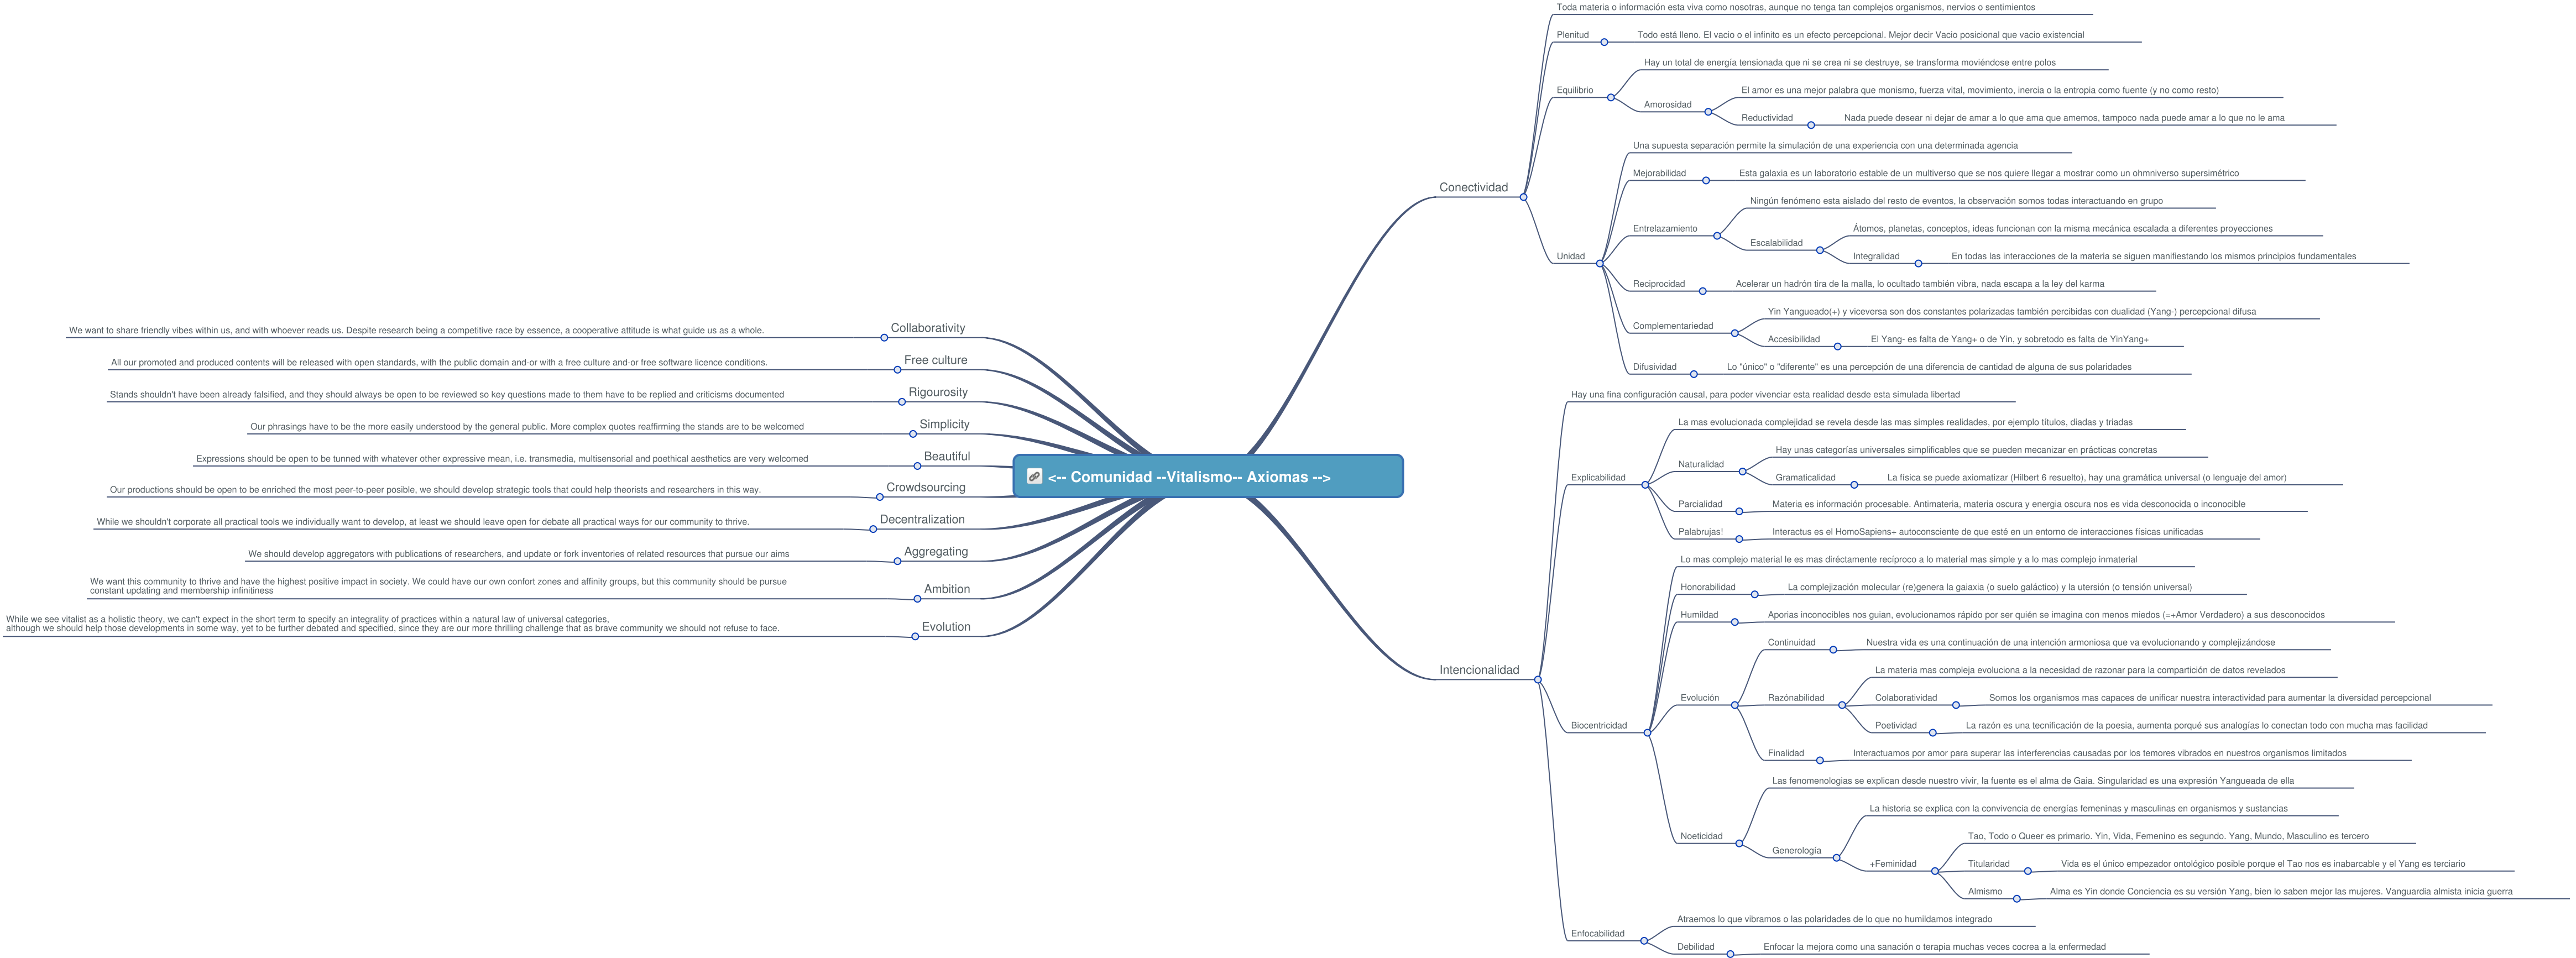 <-- Comunidad --Vitalismo-- Axiomas -->
Collaborativity
We want to share friendly vibes within us, and with whoever reads us. Despite research being a competitive race by essence, a cooperative attitude is what guide us as a whole.
Free culture
All our promoted and produced contents will be released with open standards, with the public domain and-or with a free culture and-or free software licence conditions.
Rigourosity
Stands shouldn't have been already falsified, and they should always be open to be reviewed so key questions made to them have to be replied and criticisms documented
Simplicity
Our phrasings have to be the more easily understood by the general public. More complex quotes reaffirming the stands are to be welcomed
Beautiful
Expressions should be open to be tunned with whatever other expressive mean, i.e. transmedia, multisensorial and poethical aesthetics are very welcomed
Crowdsourcing
Our productions should be open to be enriched the most peer-to-peer posible, we should develop strategic tools that could help theorists and researchers in this way.
Decentralization
While we shouldn't corporate all practical tools we individually want to develop, at least we should leave open for debate all practical ways for our community to thrive.
Aggregating
We should develop aggregators with publications of researchers, and update or fork inventories of related resources that pursue our aims
Ambition
We want this community to thrive and have the highest positive impact in society. We could have our own confort zones and affinity groups, but this community should be pursue
constant updating and membership infinitiness
Evolution
While we see vitalist as a holistic theory, we can't expect in the short term to specify an integrality of practices within a natural law of universal categories,
although we should help those developments in some way, yet to be further debated and specified, since they are our more thrilling challenge that as brave community we should not refuse to face.
Conectividad
Toda materia o información esta viva como nosotras, aunque no tenga tan complejos organismos, nervios o sentimientos
Plenitud
Todo está lleno. El vacio o el infinito es un efecto percepcional. Mejor decir Vacio posicional que vacio existencial
Equilibrio
Hay un total de energía tensionada que ni se crea ni se destruye, se transforma moviéndose entre polos
Amorosidad
El amor es una mejor palabra que monismo, fuerza vital, movimiento, inercia o la entropia como fuente (y no como resto)
Reductividad
Nada puede desear ni dejar de amar a lo que ama que amemos, tampoco nada puede amar a lo que no le ama
Unidad
Una supuesta separación permite la simulación de una experiencia con una determinada agencia
Mejorabilidad
Esta galaxia es un laboratorio estable de un multiverso que se nos quiere llegar a mostrar como un ohmniverso supersimétrico
Entrelazamiento
Ningún fenómeno esta aislado del resto de eventos, la observación somos todas interactuando en grupo
Escalabilidad
Átomos, planetas, conceptos, ideas funcionan con la misma mecánica escalada a diferentes proyecciones
Integralidad
En todas las interacciones de la materia se siguen manifiestando los mismos principios fundamentales
Reciprocidad
Acelerar un hadrón tira de la malla, lo ocultado también vibra, nada escapa a la ley del karma
Complementariedad
Yin Yangueado(+) y viceversa son dos constantes polarizadas también percibidas con dualidad (Yang-) percepcional difusa
Accesibilidad
El Yang- es falta de Yang+ o de Yin, y sobretodo es falta de YinYang+
Difusividad
Lo "único" o "diferente" es una percepción de una diferencia de cantidad de alguna de sus polaridades
Intencionalidad
Hay una fina configuración causal, para poder vivenciar esta realidad desde esta simulada libertad
Explicabilidad
La mas evolucionada complejidad se revela desde las mas simples realidades, por ejemplo títulos, diadas y triadas
Naturalidad
Hay unas categorías universales simplificables que se pueden mecanizar en prácticas concretas
Gramaticalidad
La física se puede axiomatizar (Hilbert 6 resuelto), hay una gramática universal (o lenguaje del amor)
Parcialidad
Materia es información procesable. Antimateria, materia oscura y energia oscura nos es vida desconocida o inconocible
Palabrujas!
Interactus es el HomoSapiens+ autoconsciente de que esté en un entorno de interacciones físicas unificadas
Biocentricidad
Lo mas complejo material le es mas diréctamente recíproco a lo material mas simple y a lo mas complejo inmaterial
Honorabilidad
La complejización molecular (re)genera la gaiaxia (o suelo galáctico) y la utersión (o tensión universal)
Humildad
Aporias inconocibles nos guian, evolucionamos rápido por ser quién se imagina con menos miedos (=+Amor Verdadero) a sus desconocidos
Evolución
Continuidad
Nuestra vida es una continuación de una intención armoniosa que va evolucionando y complejizándose
Razónabilidad
La materia mas compleja evoluciona a la necesidad de razonar para la compartición de datos revelados
Colaboratividad
Somos los organismos mas capaces de unificar nuestra interactividad para aumentar la diversidad percepcional
Poetividad
La razón es una tecnificación de la poesia, aumenta porqué sus analogías lo conectan todo con mucha mas facilidad
Finalidad
Interactuamos por amor para superar las interferencias causadas por los temores vibrados en nuestros organismos limitados
Noeticidad
Las fenomenologias se explican desde nuestro vivir, la fuente es el alma de Gaia. Singularidad es una expresión Yangueada de ella
Generología
La historia se explica con la convivencia de energías femeninas y masculinas en organismos y sustancias
+Feminidad
Tao, Todo o Queer es primario. Yin, Vida, Femenino es segundo. Yang, Mundo, Masculino es tercero
Titularidad
Vida es el único empezador ontológico posible porque el Tao nos es inabarcable y el Yang es terciario
Almismo
Alma es Yin donde Conciencia es su versión Yang, bien lo saben mejor las mujeres. Vanguardia almista inicia guerra
Enfocabilidad
Atraemos lo que vibramos o las polaridades de lo que no humildamos integrado
Debilidad
Enfocar la mejora como una sanación o terapia muchas veces cocrea a la enfermedad